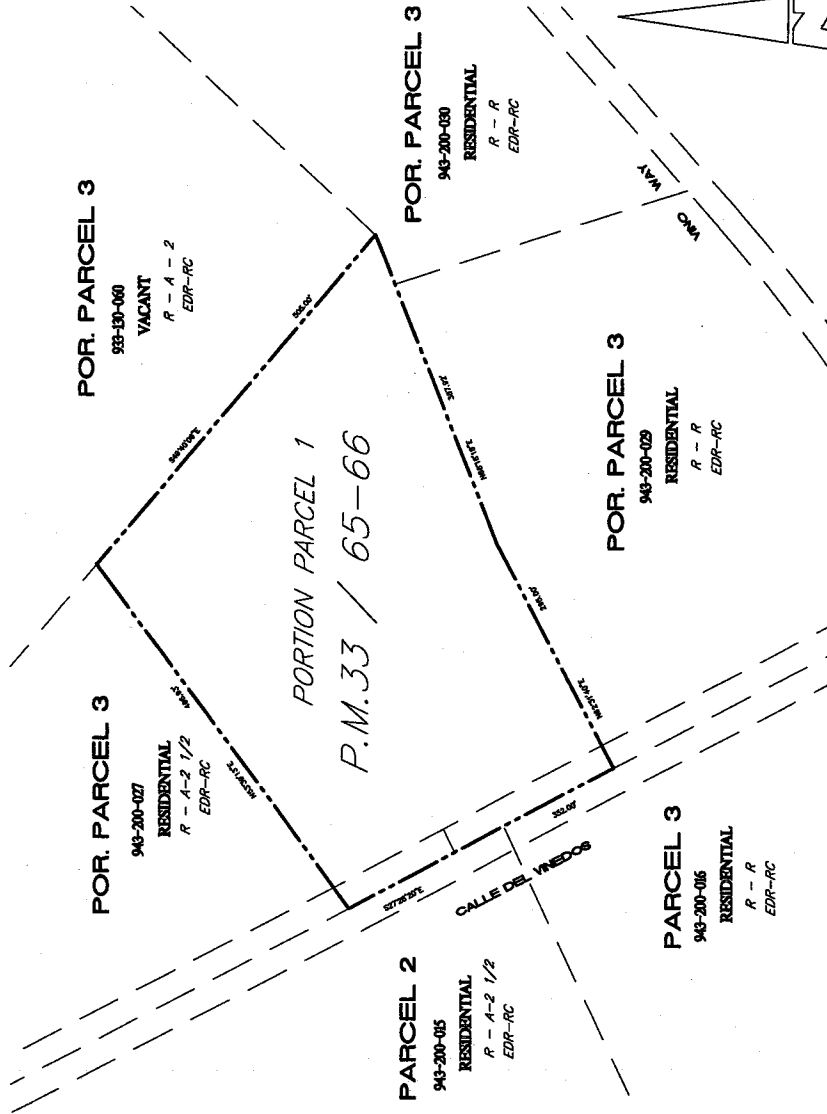 POR. PARCEL 3
933-130-060
VACANT
R - A - 2
EDR-RC
POR. PARCEL 3
943-200-030
RESIDENTIAL
R - R
EDR-RC
POR. PARCEL 3
943-200-027
RESIDENTIAL
R - A-2 1/2
EDR-RC
PORTION PARCEL 1
P.M.33 / 65-66
352.00'
CALLE DEL VINEDOS
VINO WAY
POR. PARCEL 3
943-200-029
RESIDENTIAL
R - R
EDR-RC
PARCEL 2
943-200-015
RESIDENTIAL
R - A-2 1/2
EDR-RC
PARCEL 3
943-200-016
RESIDENTIAL
R - R
EDR-RC